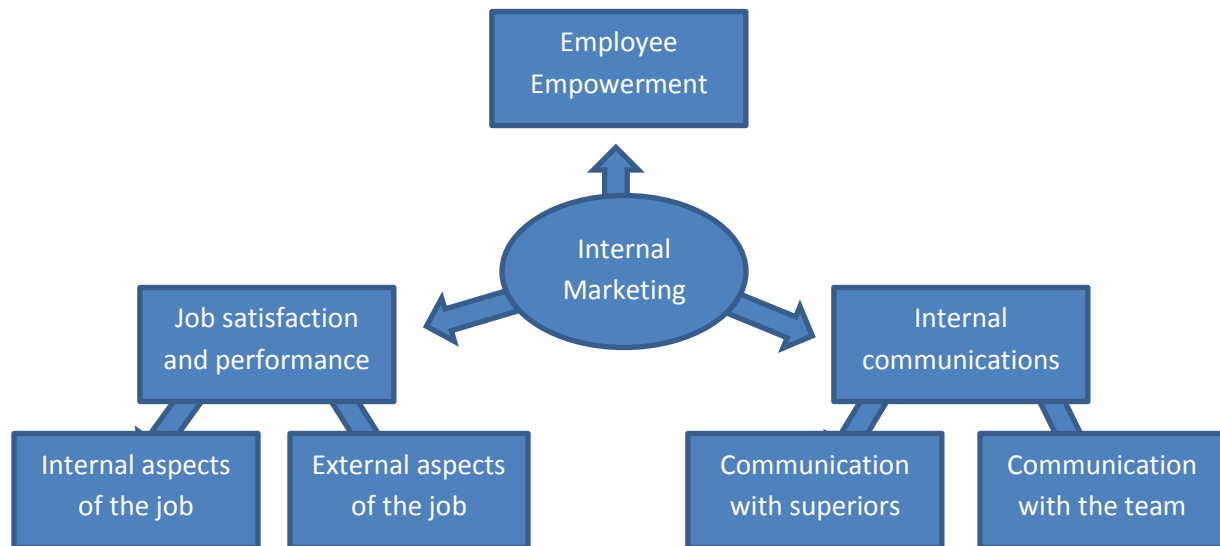 Employee
Empowerment
Internal
Marketing
Job satisfaction
and performance
Internal
communications
Internal aspects
of the job
External aspects
of the job
Communication
with superiors
Communication
with the team